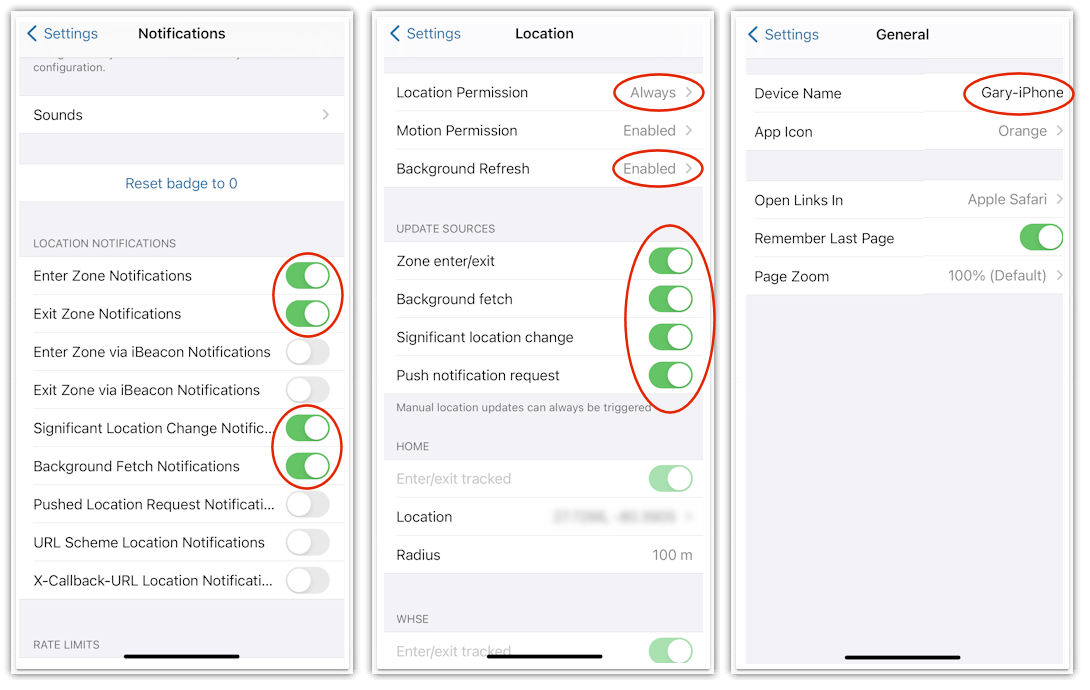 Settings
Notifications
configuration.
Sounds
Reset badge to 0
LOCATION NOTIFICATIONS
Enter Zone Notifications
Exit Zone Notifications
Enter Zone via iBeacon Notifications
Exit Zone via iBeacon Notifications
Significant Location Change Notific...
Background Fetch Notifications
Pushed Location Request Notificati...
URL Scheme Location Notifications
X-Callback-URL Location Notificati...
RATE LIMITS
Settings
Location
Location Permission Always
Motion Permission Enabled
Background Refresh Enabled
UPDATE SOURCES
Zone enter/exit
Background fetch
Significant location change
Push notification request
Manual location updates can always be triggered
HOME
Enter/exit tracked
Location
Radius 100 m
WHSE
Enter/exit tracked
Settings
General
Device Name Gary-iPhone
App Icon Orange
Open Links In Apple Safari
Remember Last Page
Page Zoom 100% (Default)